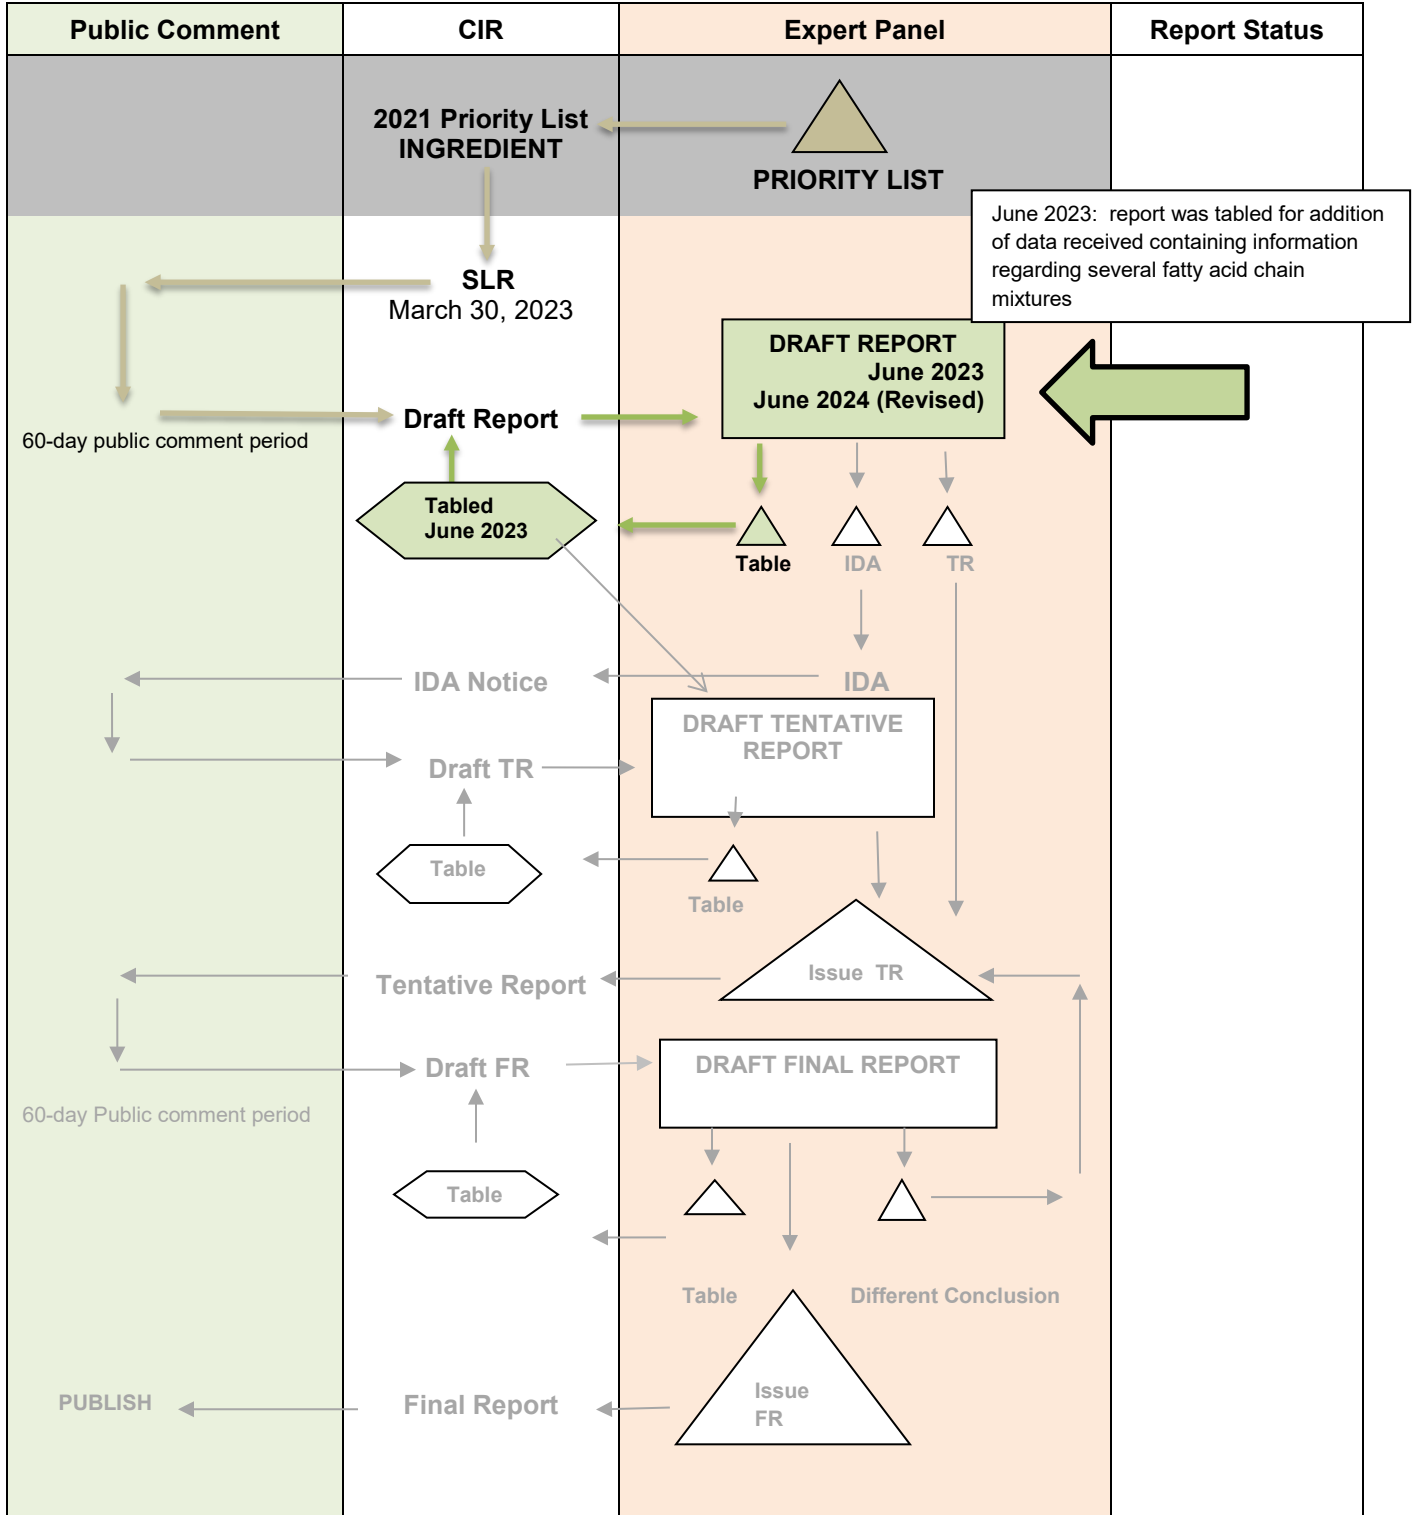 Public Comment
CIR
Expert Panel
Report Status
2021 Priority List
INGREDIENT
PRIORITY LIST
June 2023:  report was tabled for addition
of data received containing information
regarding several fatty acid chain
mixtures
SLR
March 30, 2023
DRAFT REPORT
June 2023
June 2024 (Revised)
60-day public comment period
Draft Report
Tabled
June 2023
Table
IDA
TR
IDA Notice
IDA
DRAFT TENTATIVE
REPORT
Draft TR
Table
Table
Issue  TR
Tentative Report
Draft FR
DRAFT FINAL REPORT
60-day Public comment period
Table
Table
Different Conclusion
Issue
FR
PUBLISH
Final Report